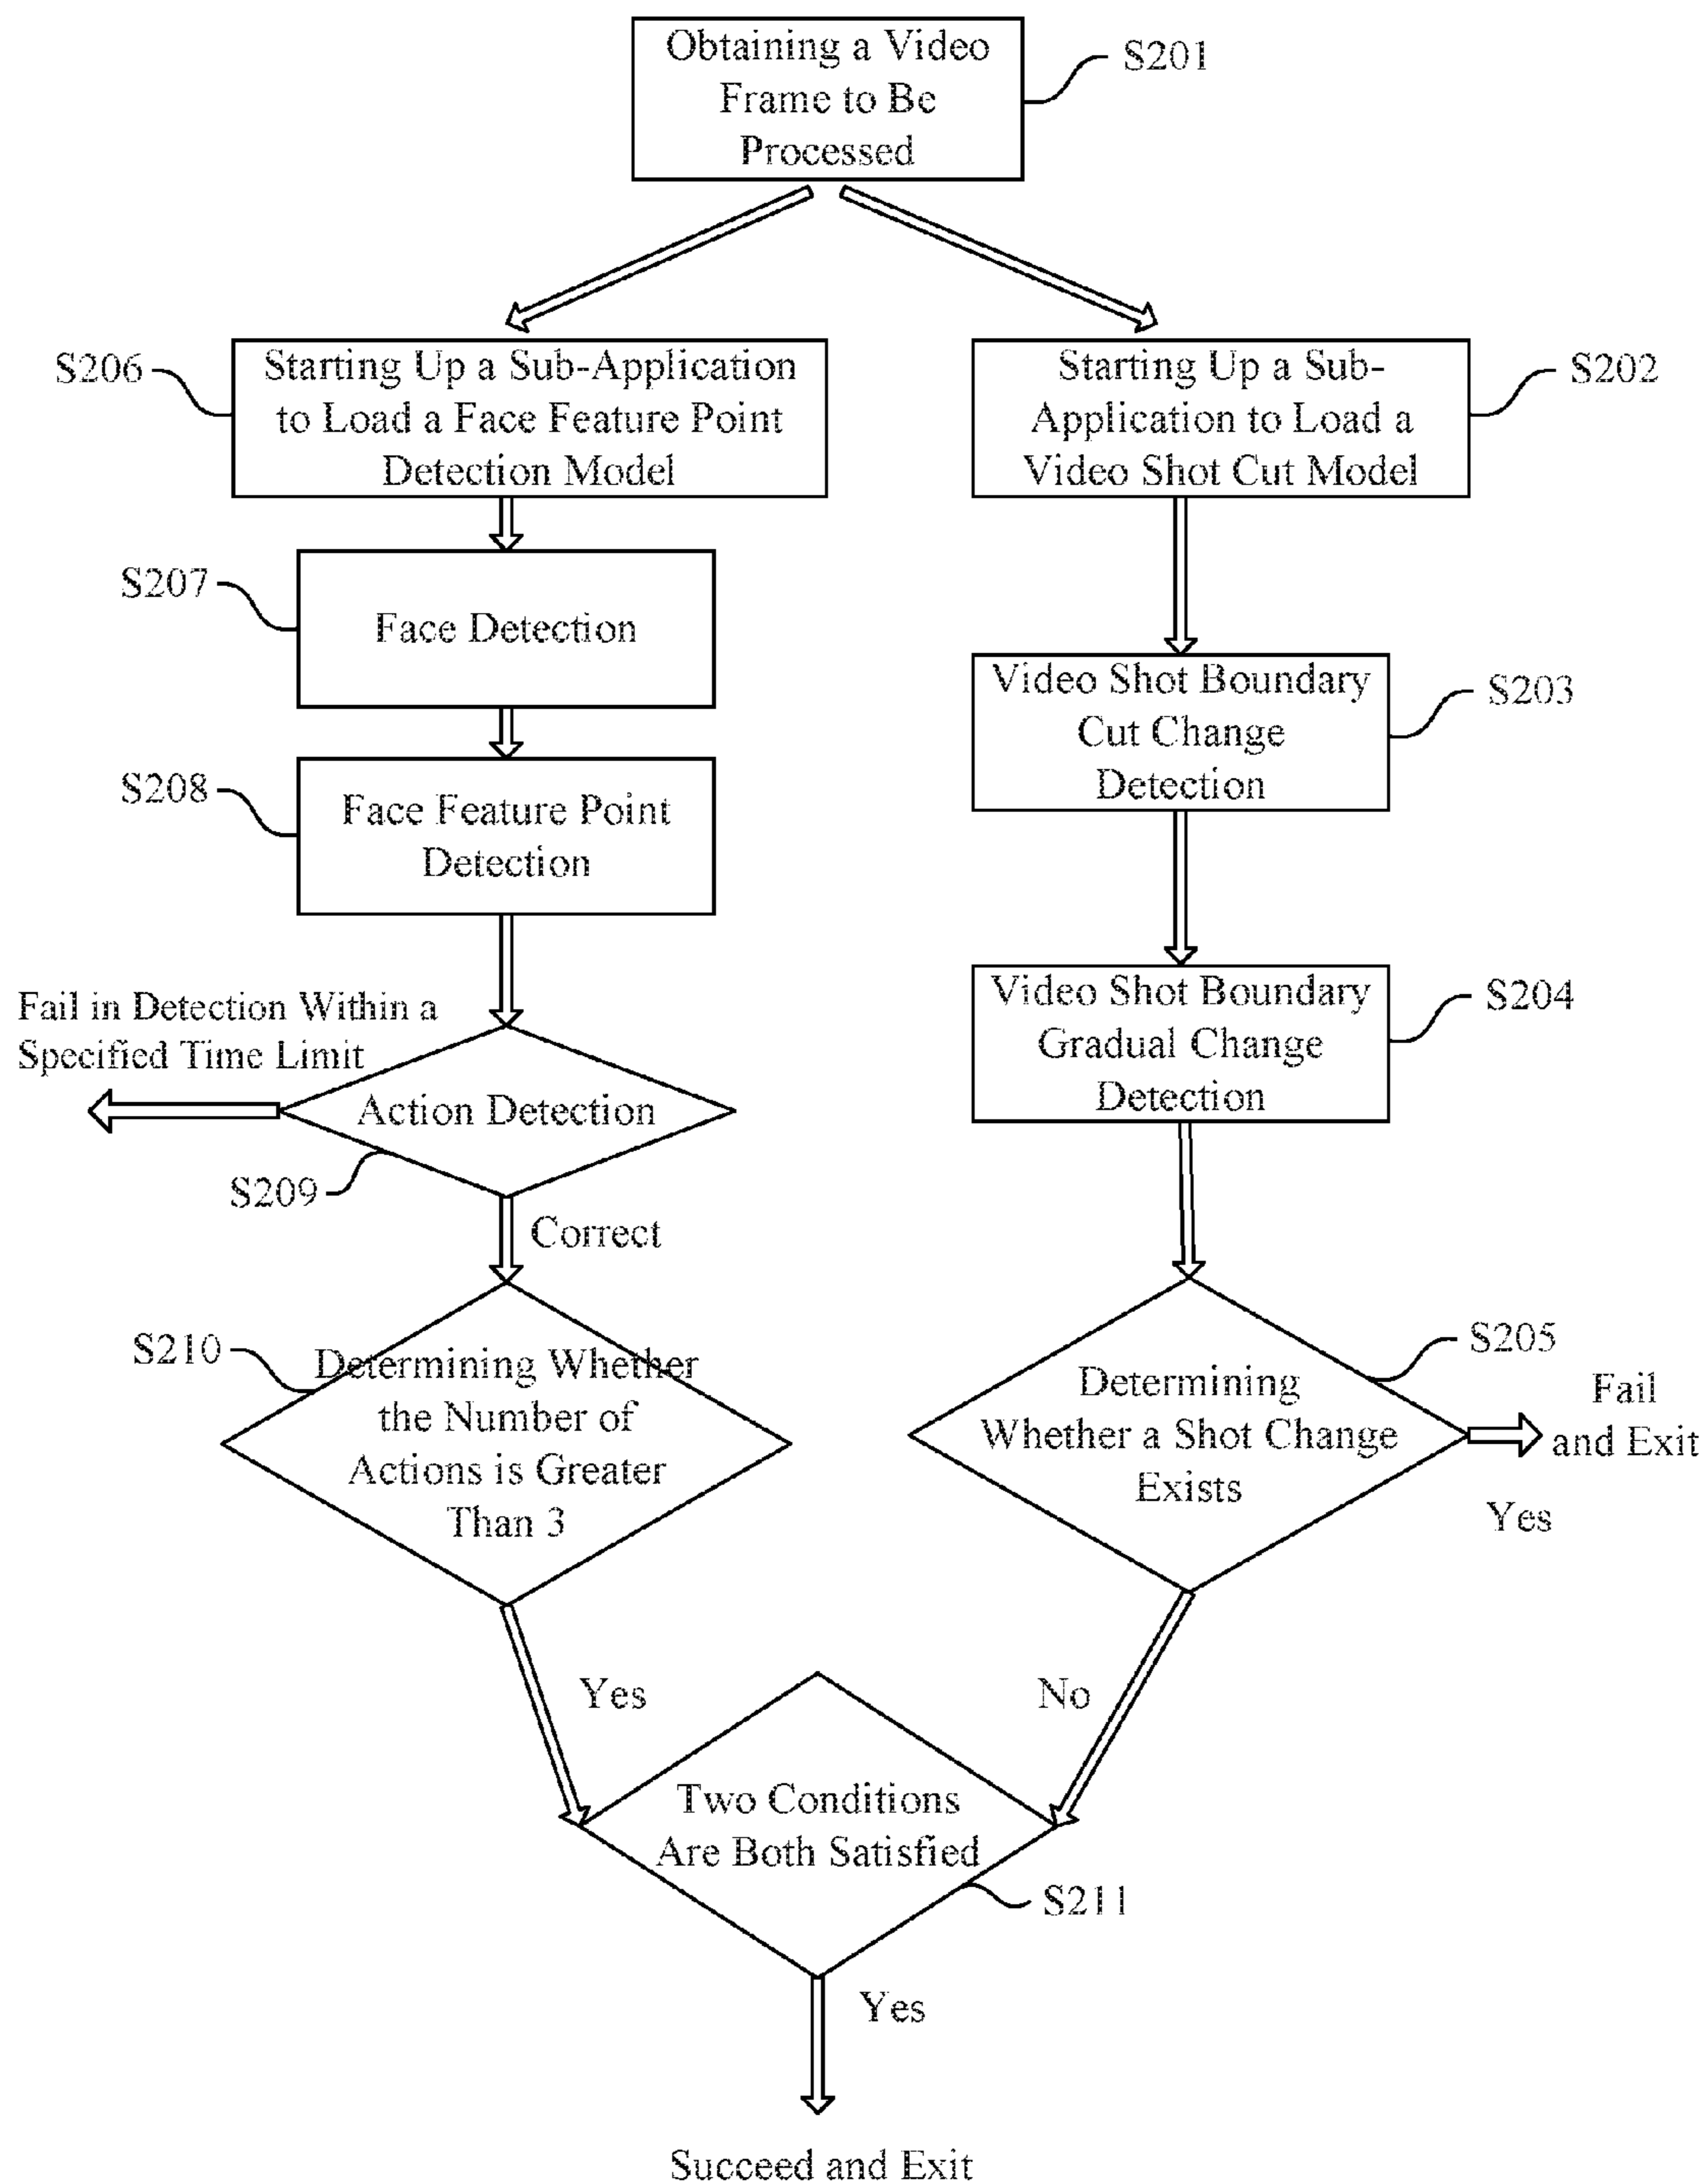 Obtaining a Video
Frame to Be
Processed
S201
S206
Starting Up a Sub-Application
to Load a Face Feature Point
Detection Model
Starting Up a Sub-
Application to Load a
Video Shot Cut Model
S202
S207
Face Detection
Video Shot Boundary
Cut Change
Detection
S203
S208
Face Feature Point
Detection
Video Shot Boundary
Gradual Change
Detection
S204
Fail in Detection Within a
Specified Time Limit
Action Detection
S209
Correct
S210
Determining Whether
the Number of
Actions is Greater
Than 3
S205
Determining
Whether a Shot Change
Exists
Fail
and Exit
Yes
Yes
No
Two Conditions
Are Both Satisfied
S211
Yes
Succeed and Exit